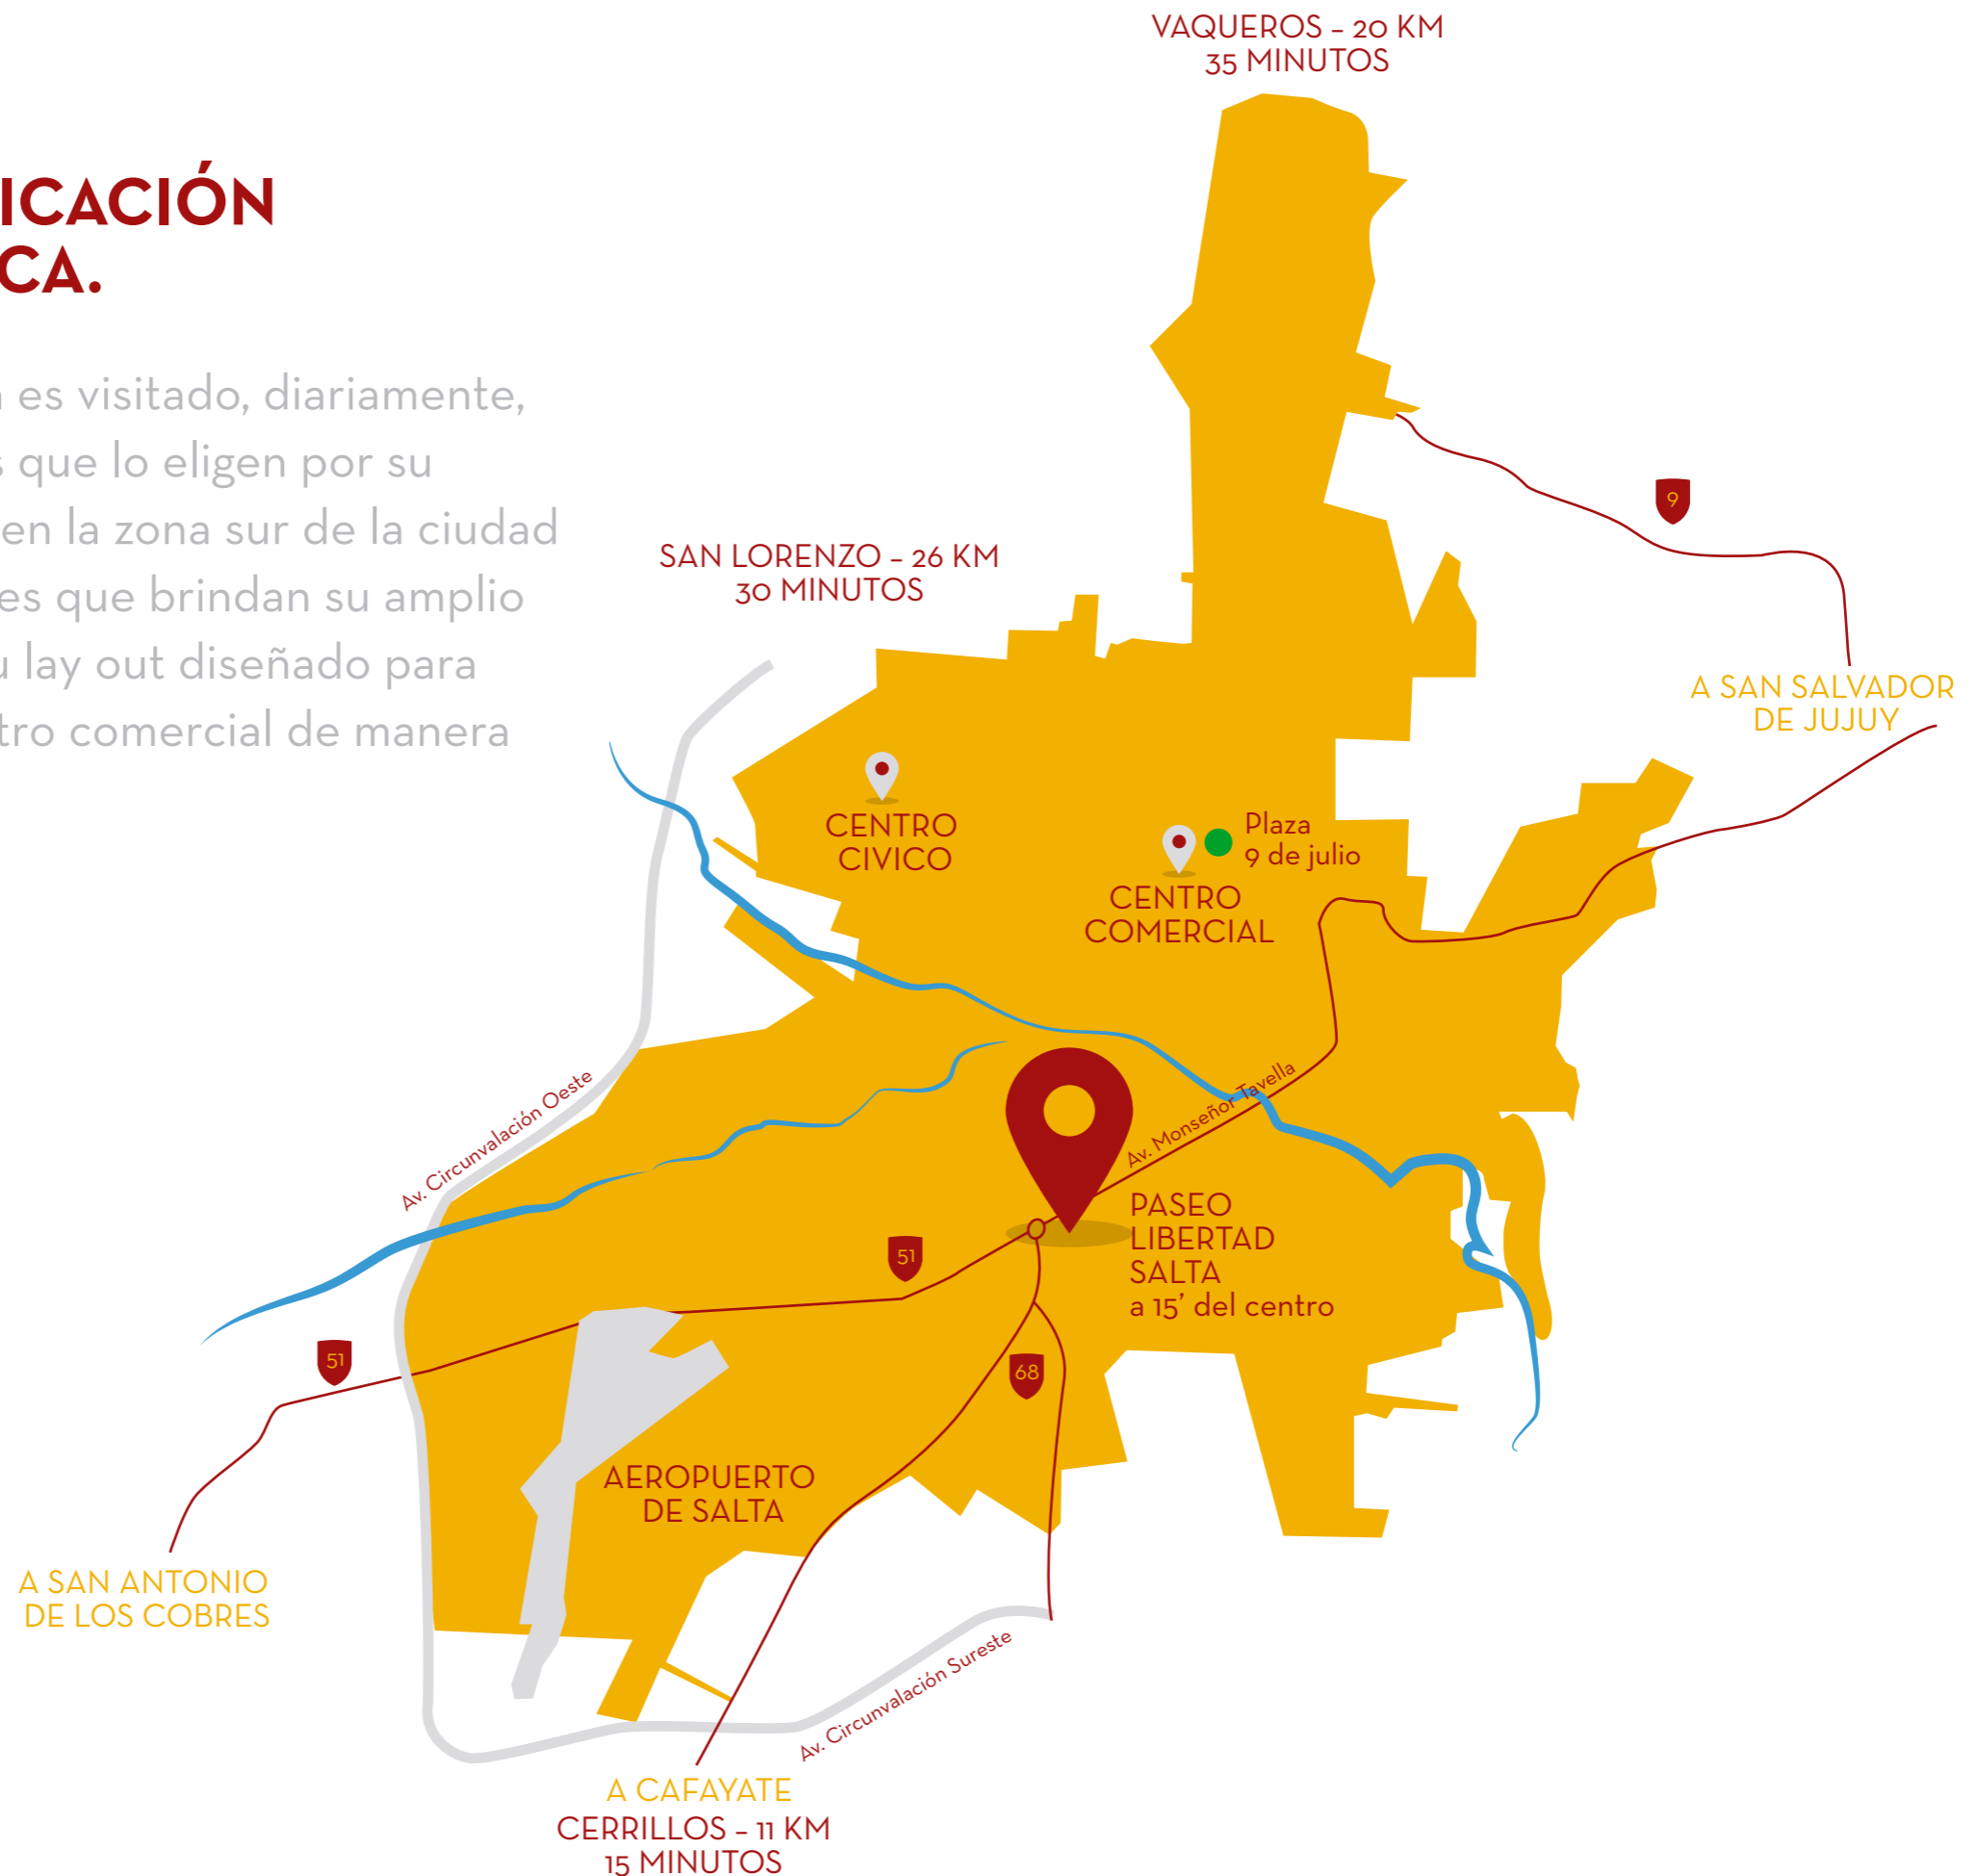 VAQUEROS – 20 KM
35 MINUTOS
ICACIÓN
CA.
es visitado, diariamente,
s que lo eligen por su
en la zona sur de la ciudad
es que brindan su amplio
u lay out diseñado para
tro comercial de manera
SAN LORENZO – 26 KM
30 MINUTOS
9
A SAN SALVADOR
DE JUJUY
CENTRO
CIVICO
Plaza
9 de julio
CENTRO
COMERCIAL
Av. Circunvalación Oeste
Av. Monseñor Tavella
PASEO
LIBERTAD
SALTA
a 15’ del centro
51
51
68
AEROPUERTO
DE SALTA
A SAN ANTONIO
DE LOS COBRES
Av. Circunvalación Sureste
A CAFAYATE
CERRILLOS – 11 KM
15 MINUTOS